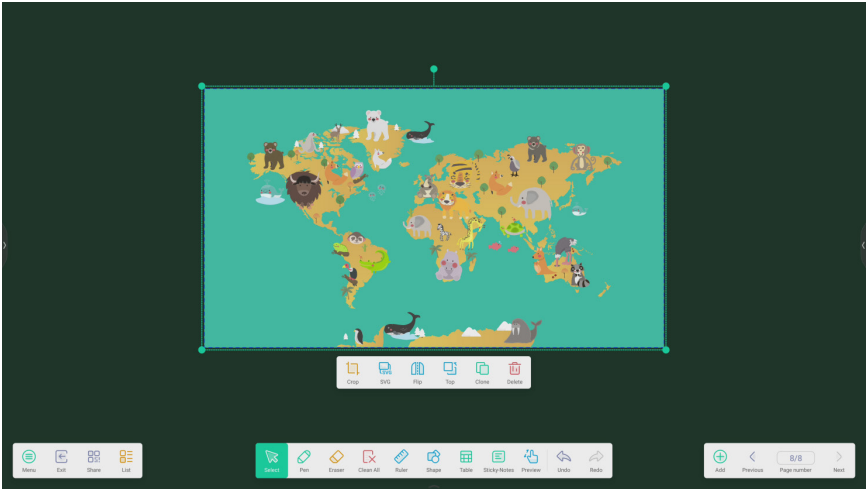 Crop SVG Flip Top Clone Delete
Menu Exit Share List Select Pen Eraser Clean All Ruler Shape Table Sticky-Notes Preview Undo Redo Add Previous 8/8 Page number Next